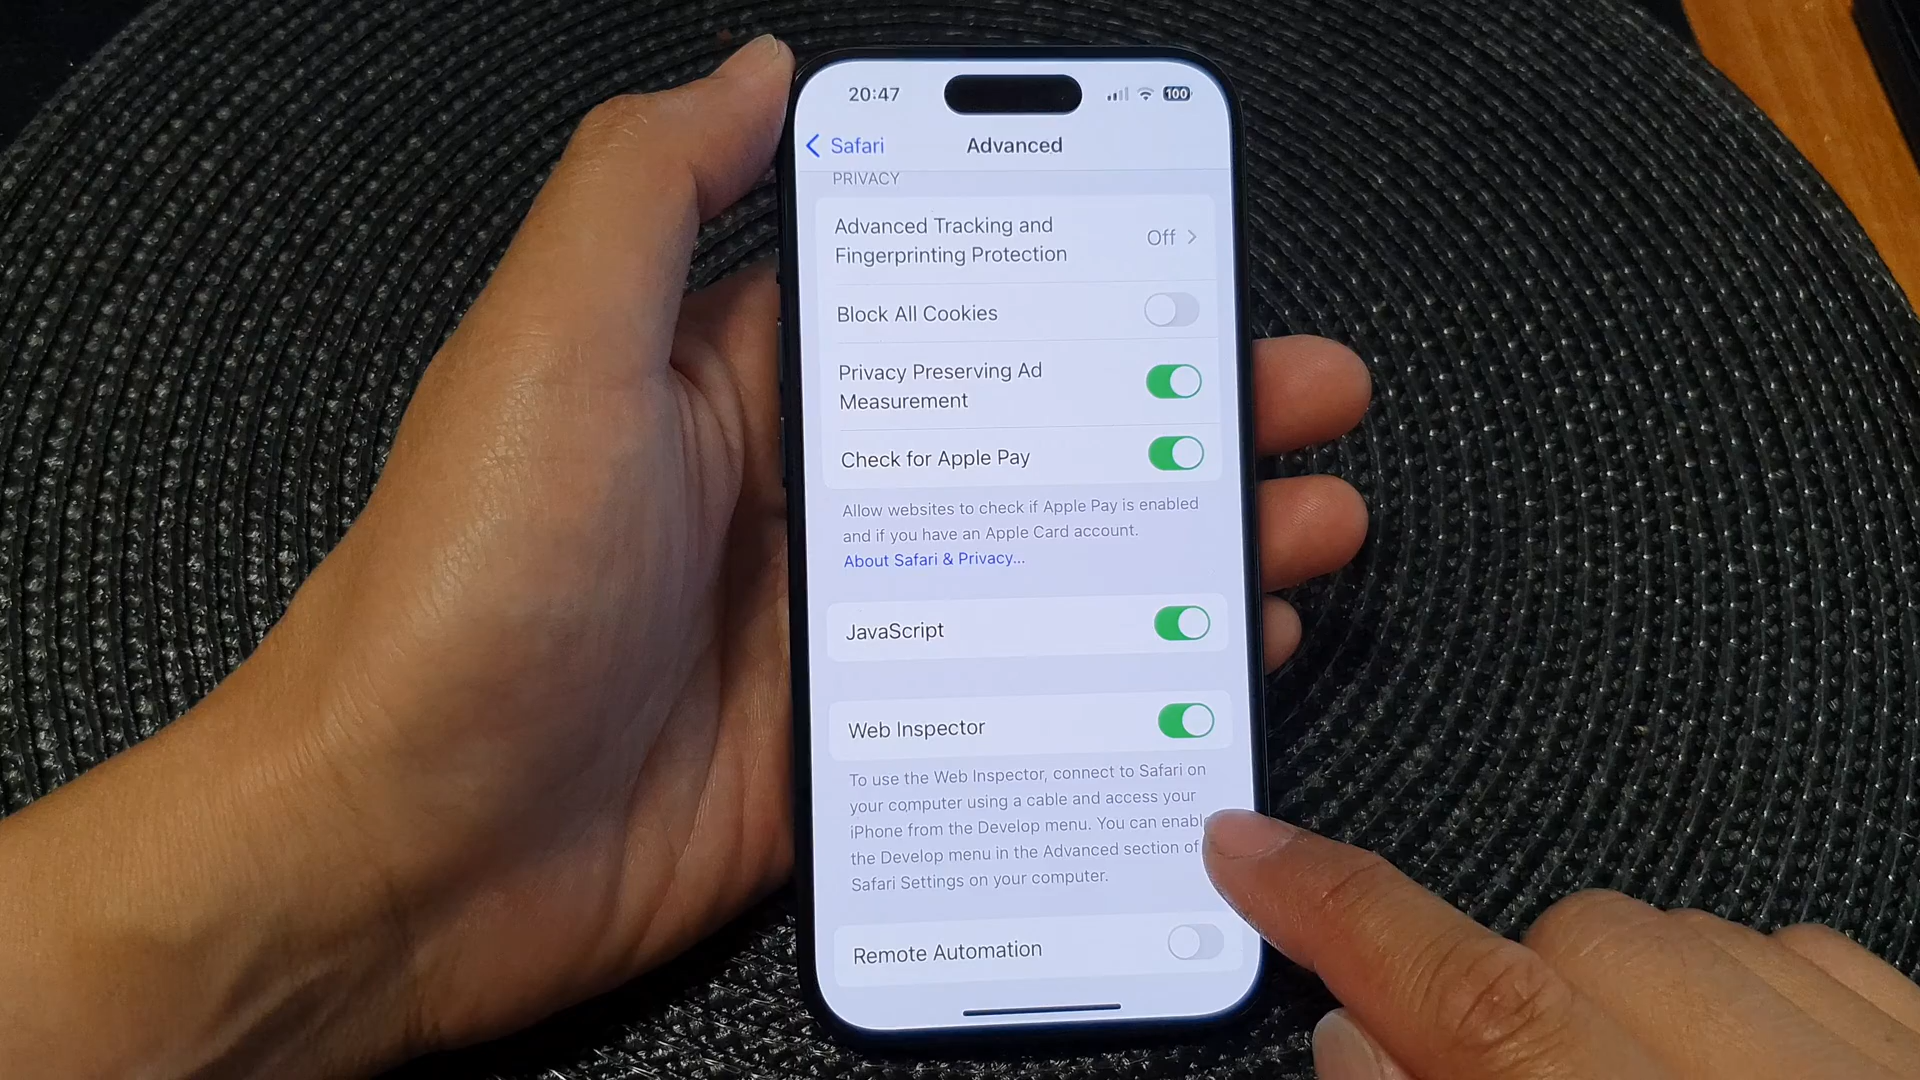 20:47
100
Safari
Advanced
PRIVACY
Advanced Tracking and
Fingerprinting Protection
Off
Block All Cookies
Privacy Preserving Ad
Measurement
Check for Apple Pay
Allow websites to check if Apple Pay is enabled
and if you have an Apple Card account.
About Safari & Privacy...
JavaScript
Web Inspector
To use the Web Inspector, connect to Safari on
your computer using a cable and access your
iPhone from the Develop menu. You can enable
the Develop menu in the Advanced section of
Safari Settings on your computer.
Remote Automation